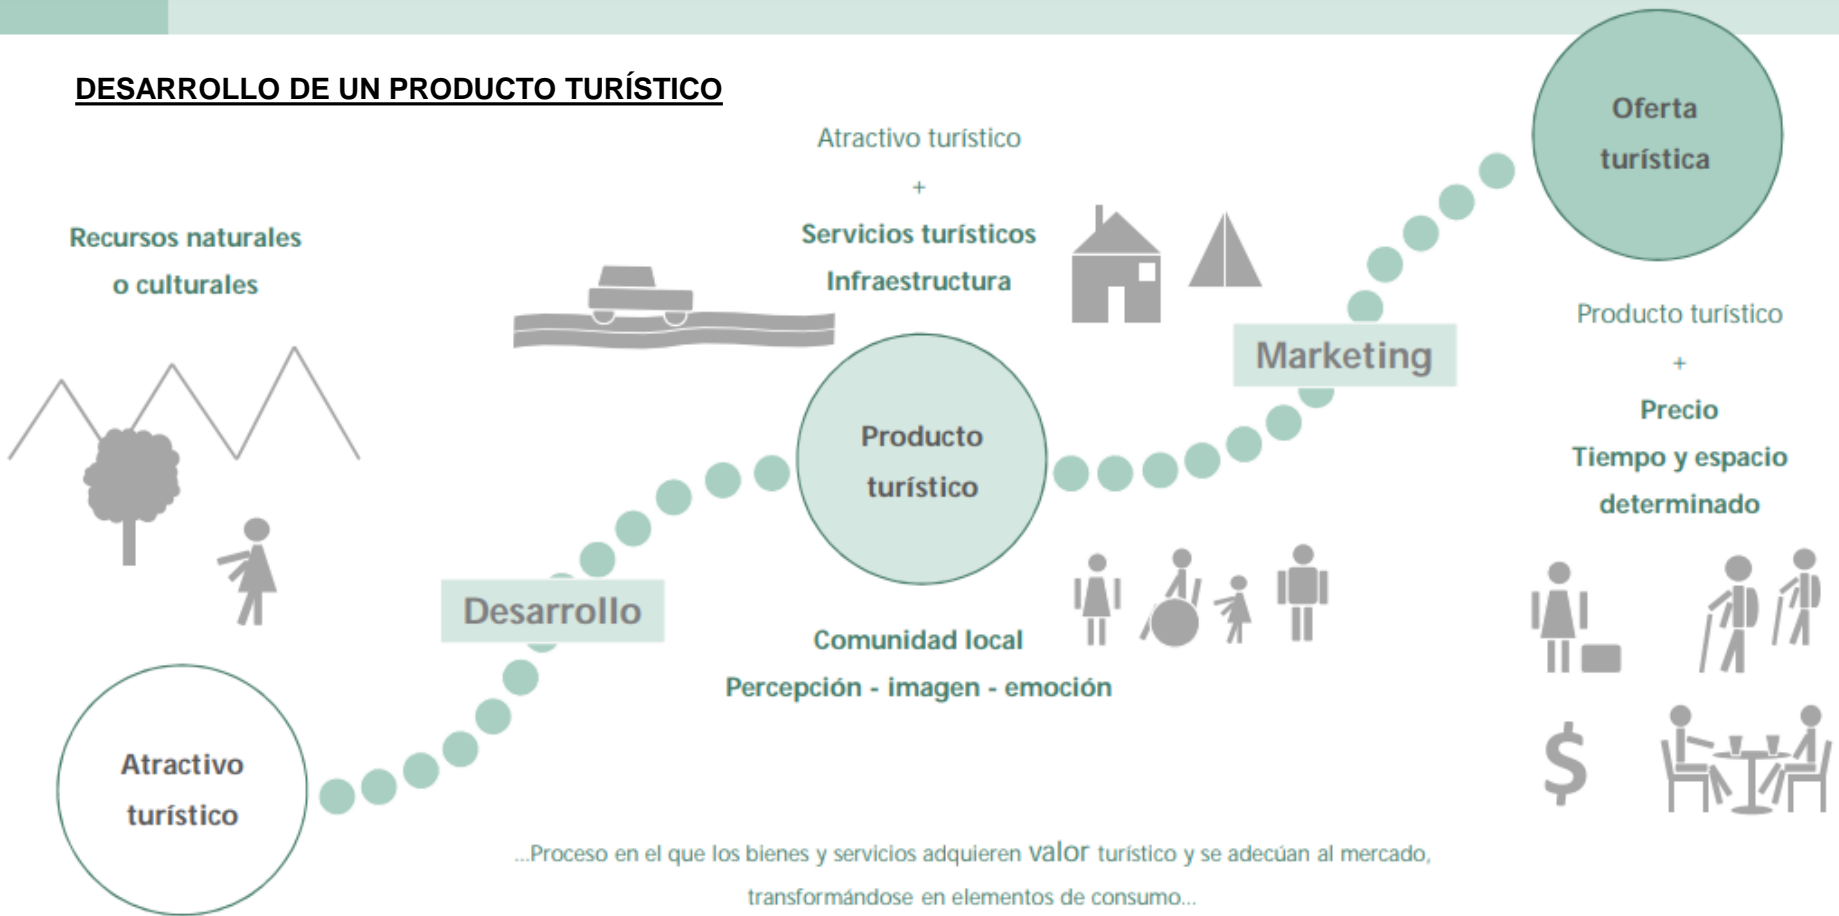 DESARROLLO DE UN PRODUCTO TURÍSTICO
Recursos naturales
o culturales
Atractivo
turístico
Desarrollo
Atractivo turístico
+
Servicios turísticos
Infraestructura
Producto
turístico
Comunidad local
Percepción - imagen - emoción
Marketing
Oferta
turística
Producto turístico
+
Precio
Tiempo y espacio
determinado
$
...Proceso en el que los bienes y servicios adquieren valor turístico y se adecúan al mercado,
transformándose en elementos de consumo...